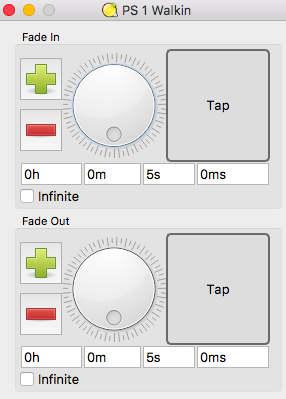 PS 1 Walkin
Fade In
Tap
0h 0m 5s 0ms
Infinite
Fade Out
Tap
0h 0m 5s 0ms
Infinite